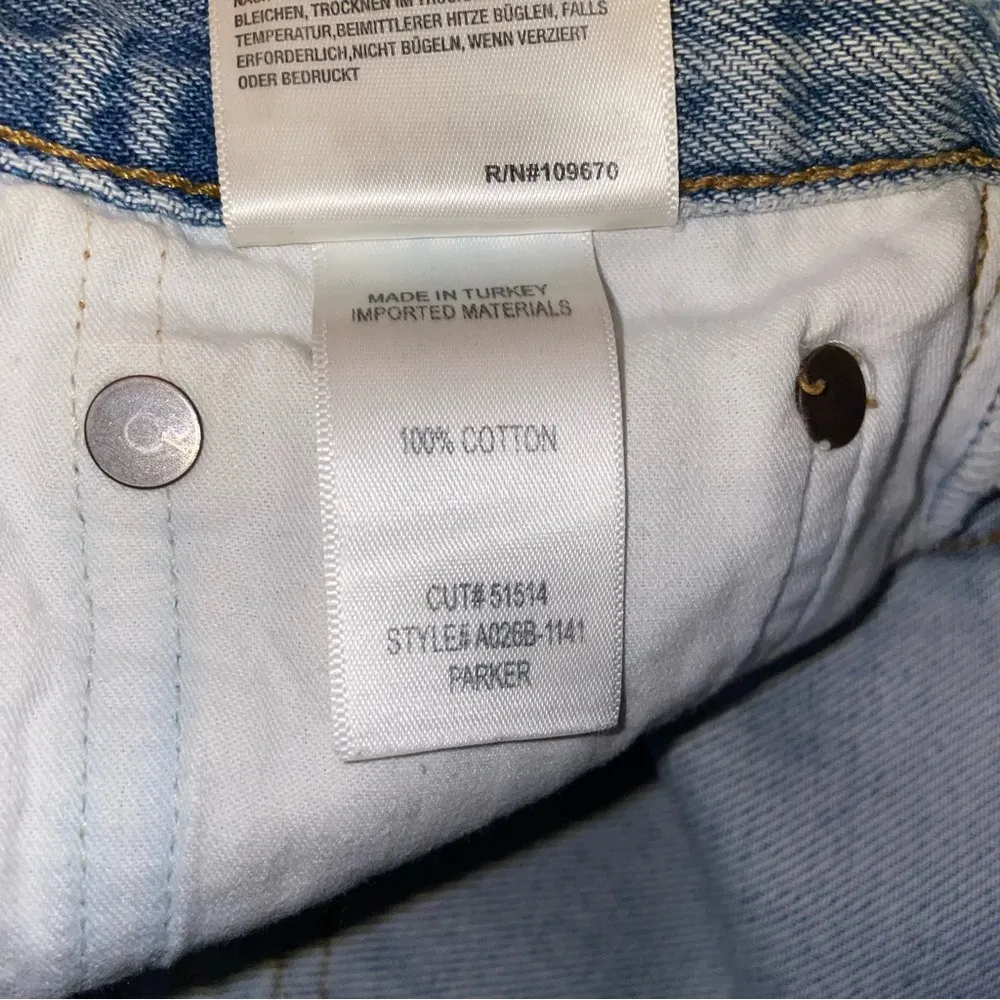 BLEICHEN, TROCKNEN IM
TEMPERATUR,BEIMITTLERER HITZE BÜGLEN, FALLS
ERFORDERLICH,NICHT BÜGELN, WENN VERZIERT
ODER BEDRUCKT
R/N#109670
MADE IN TURKEY
IMPORTED MATERIALS
100% COTTON
CUT# 51514
STYLE# A026B-1141
PARKER